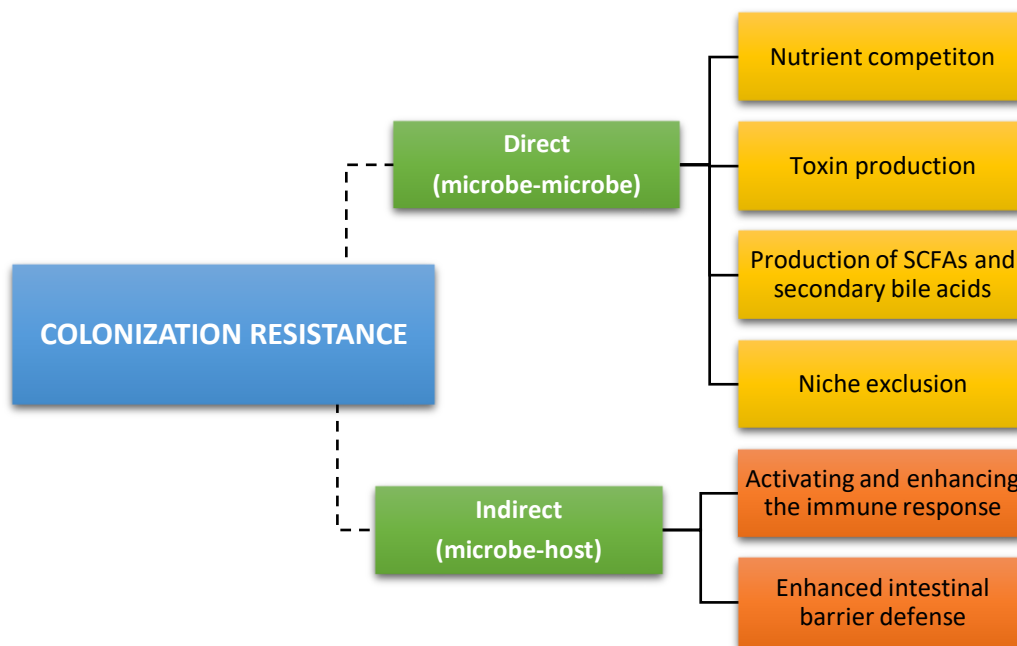 Nutrient competiton
Direct
(microbe-microbe)
Toxin production
Production of SCFAs and
secondary bile acids
COLONIZATION RESISTANCE
Niche exclusion
Activating and enhancing
the immune response
Indirect
(microbe-host)
Enhanced intestinal
barrier defense